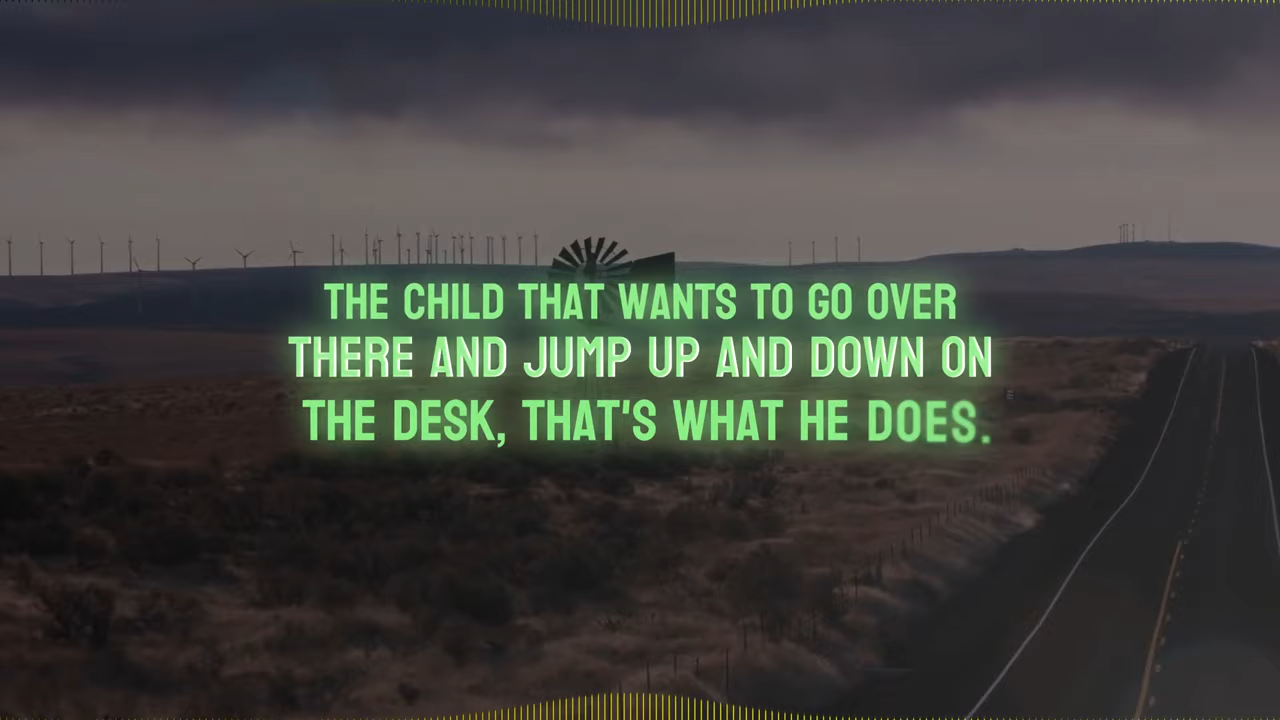 THE CHILD THAT WANTS TO GO OVER
THERE AND JUMP UP AND DOWN ON
THE DESK, THAT'S WHAT HE DOES.